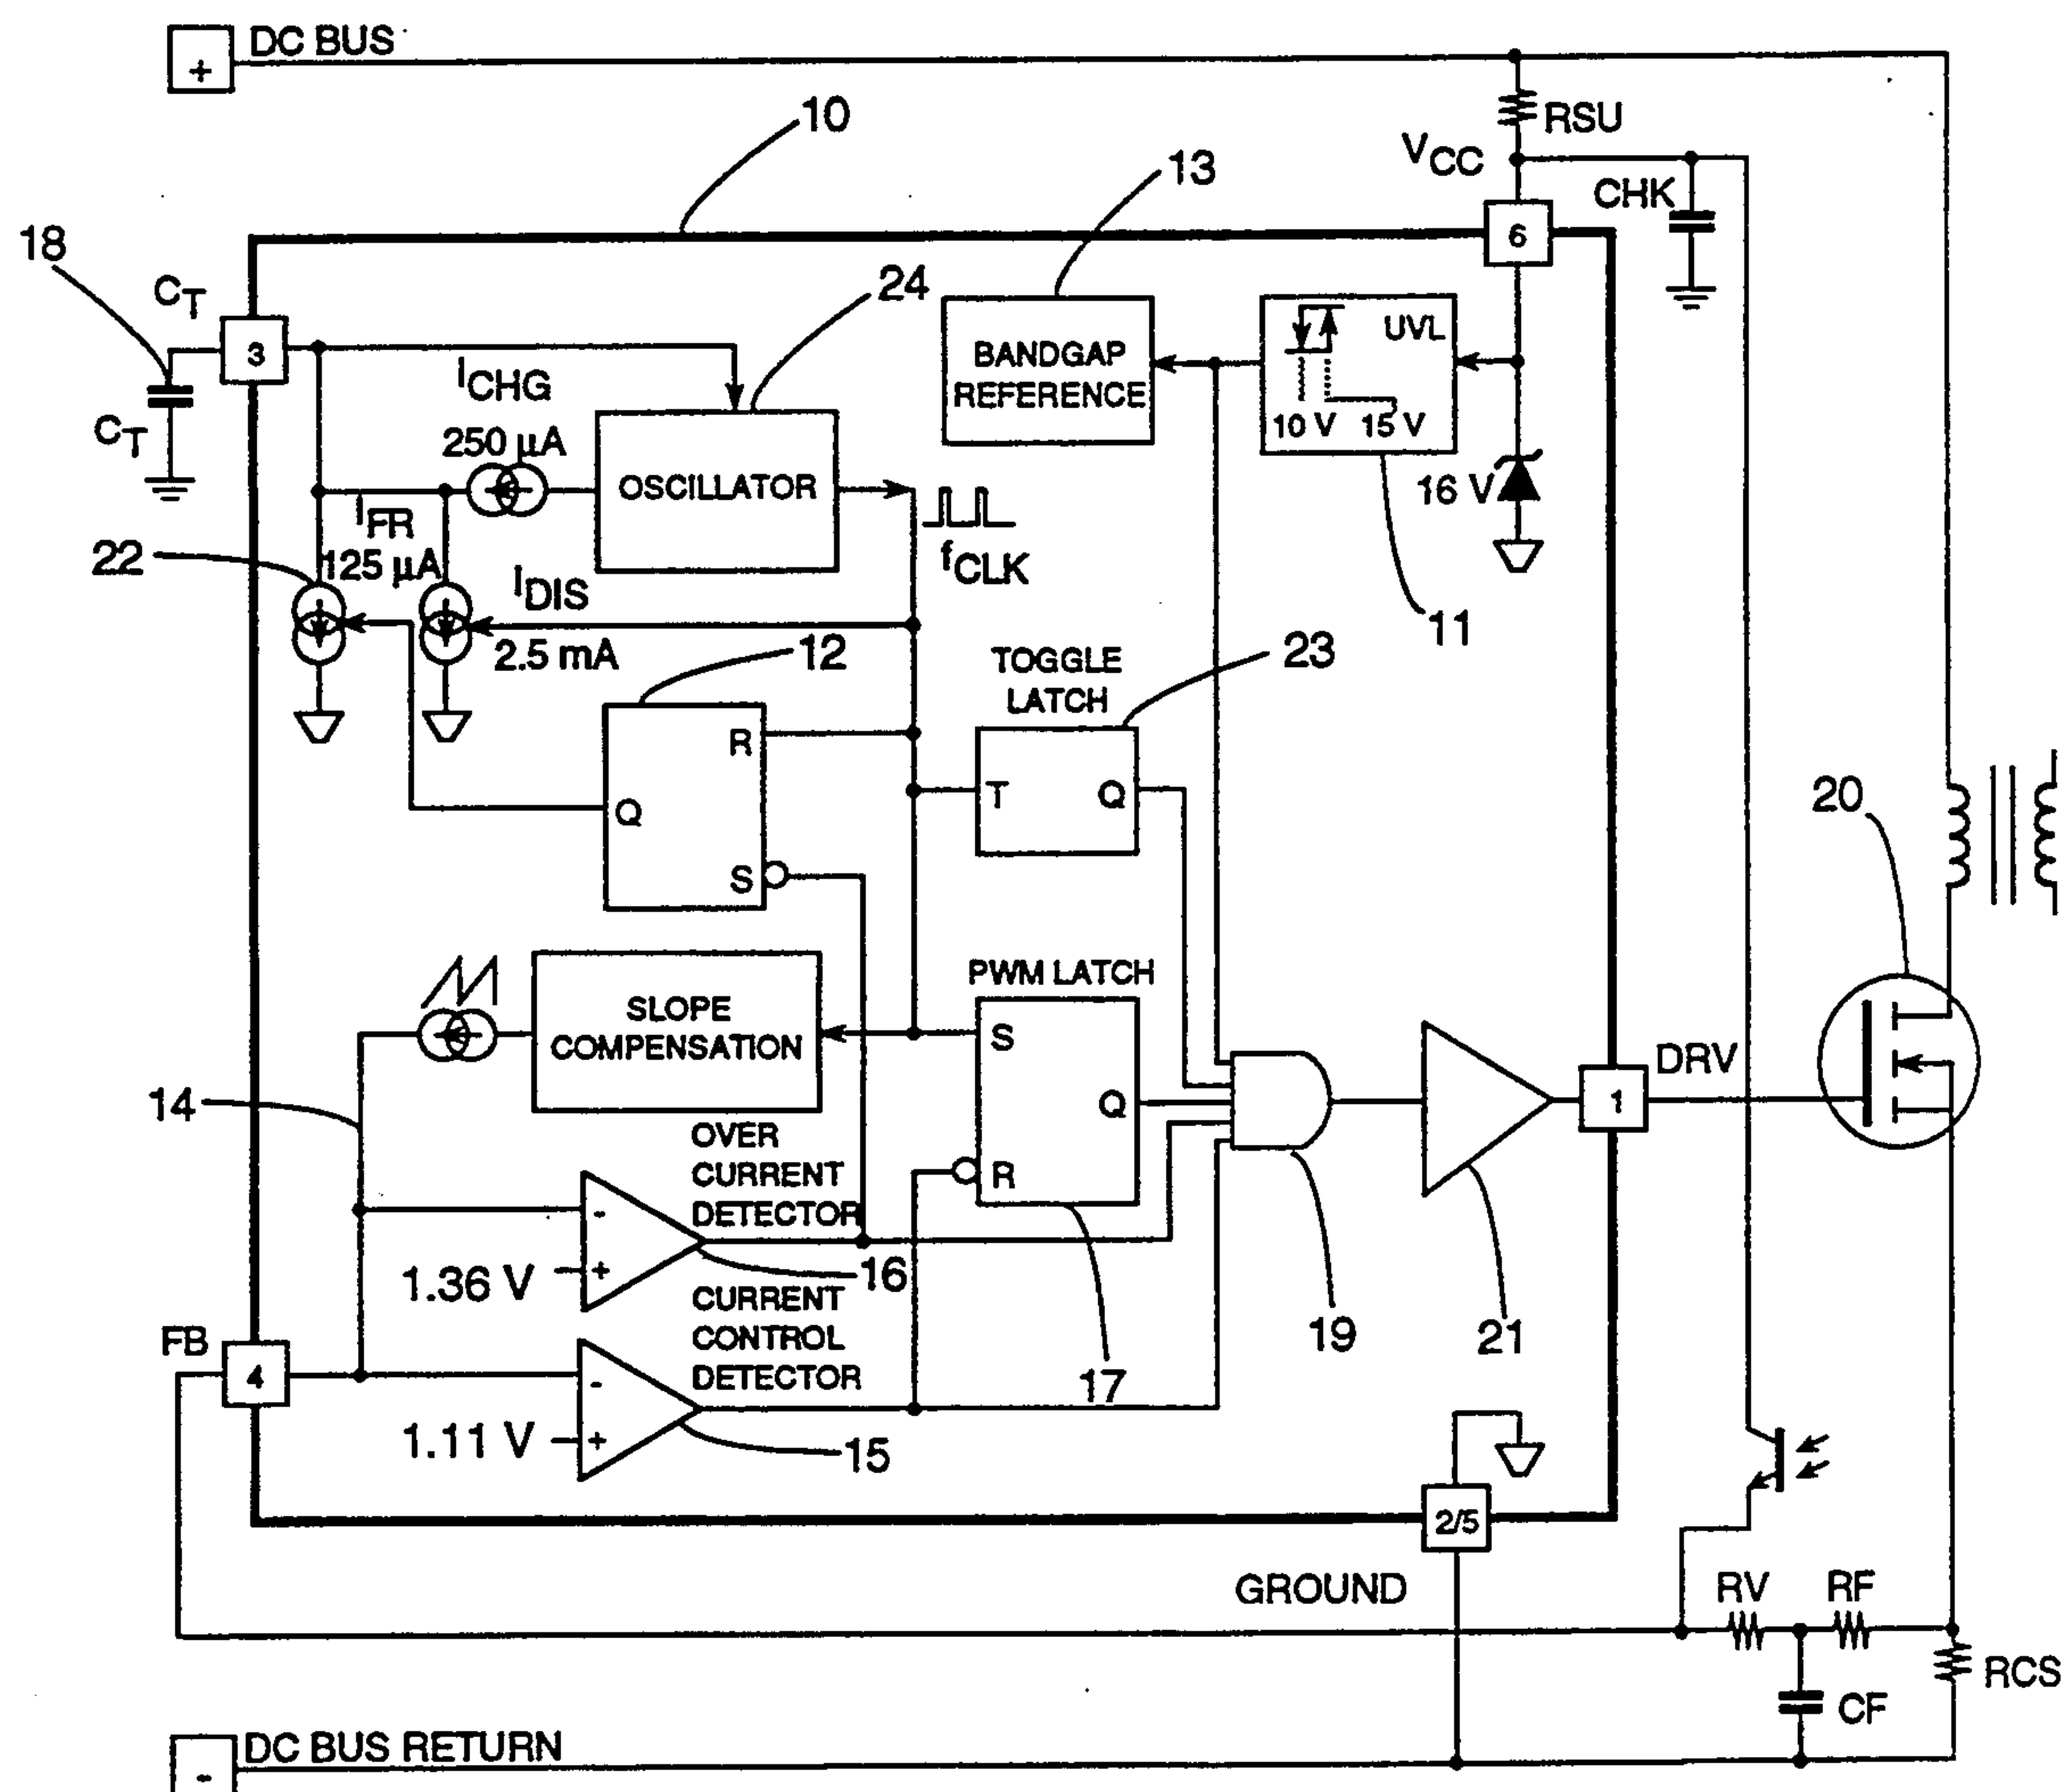 DC BUS
+
RSU
10
VCC
13
CHK
6
18
CT
24
3
BANDGAP
REFERENCE
UVL
10 V 15 V
ICHG
250 µA
CT
OSCILLATOR
16 V
IFR
125 µA
22
fCLK
IDIS
2.5 mA
11
12
TOGGLE
LATCH
23
R
Q
S
T Q
20
PWM LATCH
SLOPE
COMPENSATION
S
Q
R
14
DRV
1
OVER
CURRENT
DETECTOR
-
+
1.36 V
16
CURRENT
CONTROL
DETECTOR
19
21
17
FB
4
-
+
1.11 V
15
2/5
GROUND
RV
RF
RCS
CF
DC BUS RETURN
-